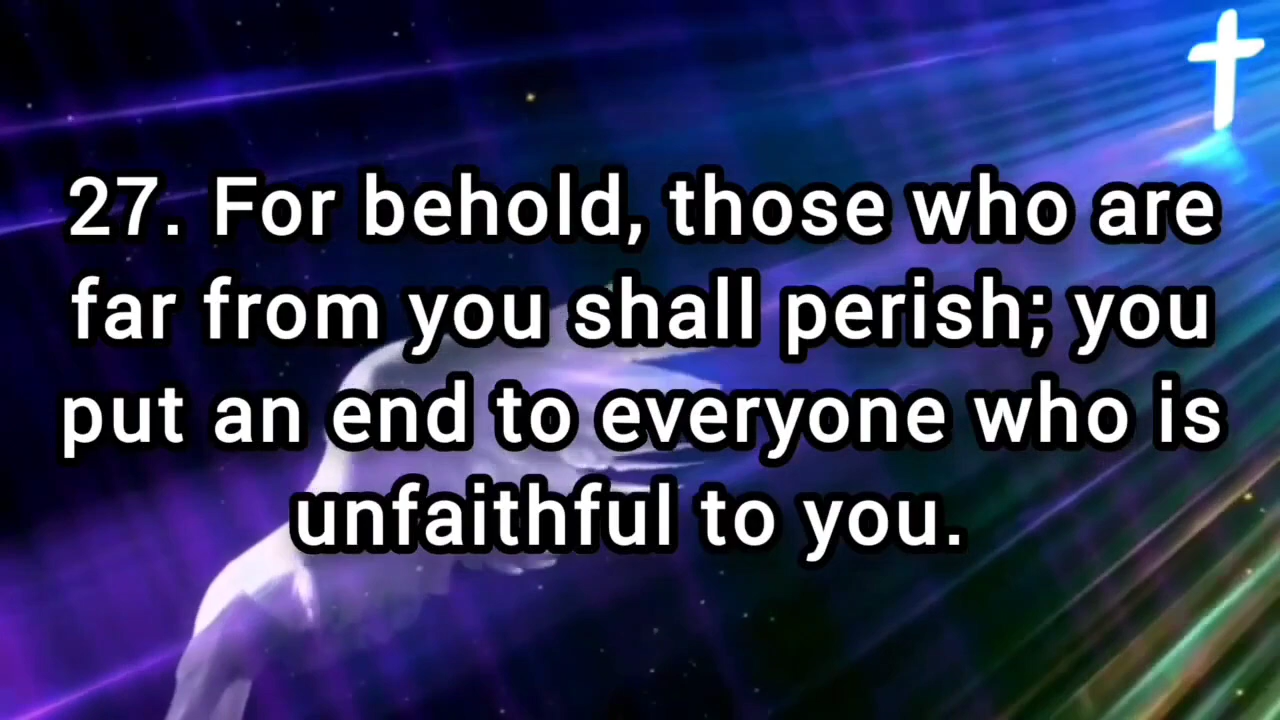 27. For behold, those who are
far from you shall perish; you
put an end to everyone who is
unfaithful to you.